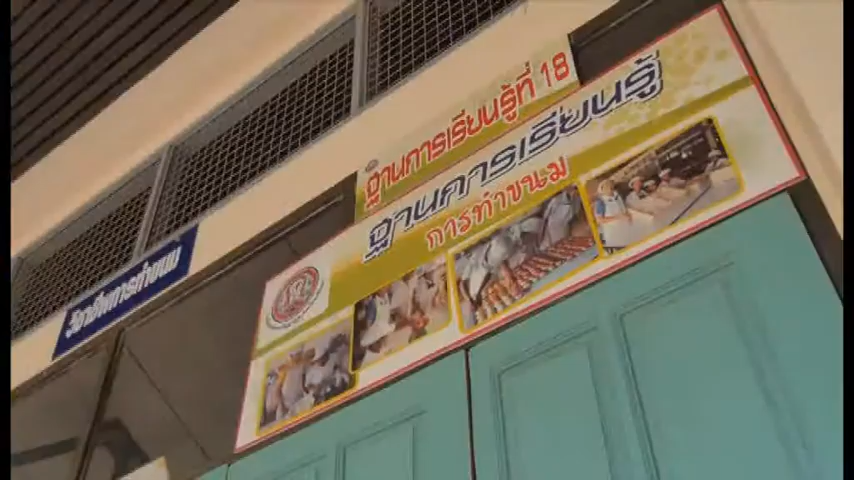 ฐานการเรียนรู้ที่ 18
ฐานการเรียนรู้
การทำขนม
วิชาชีพการทำขนม